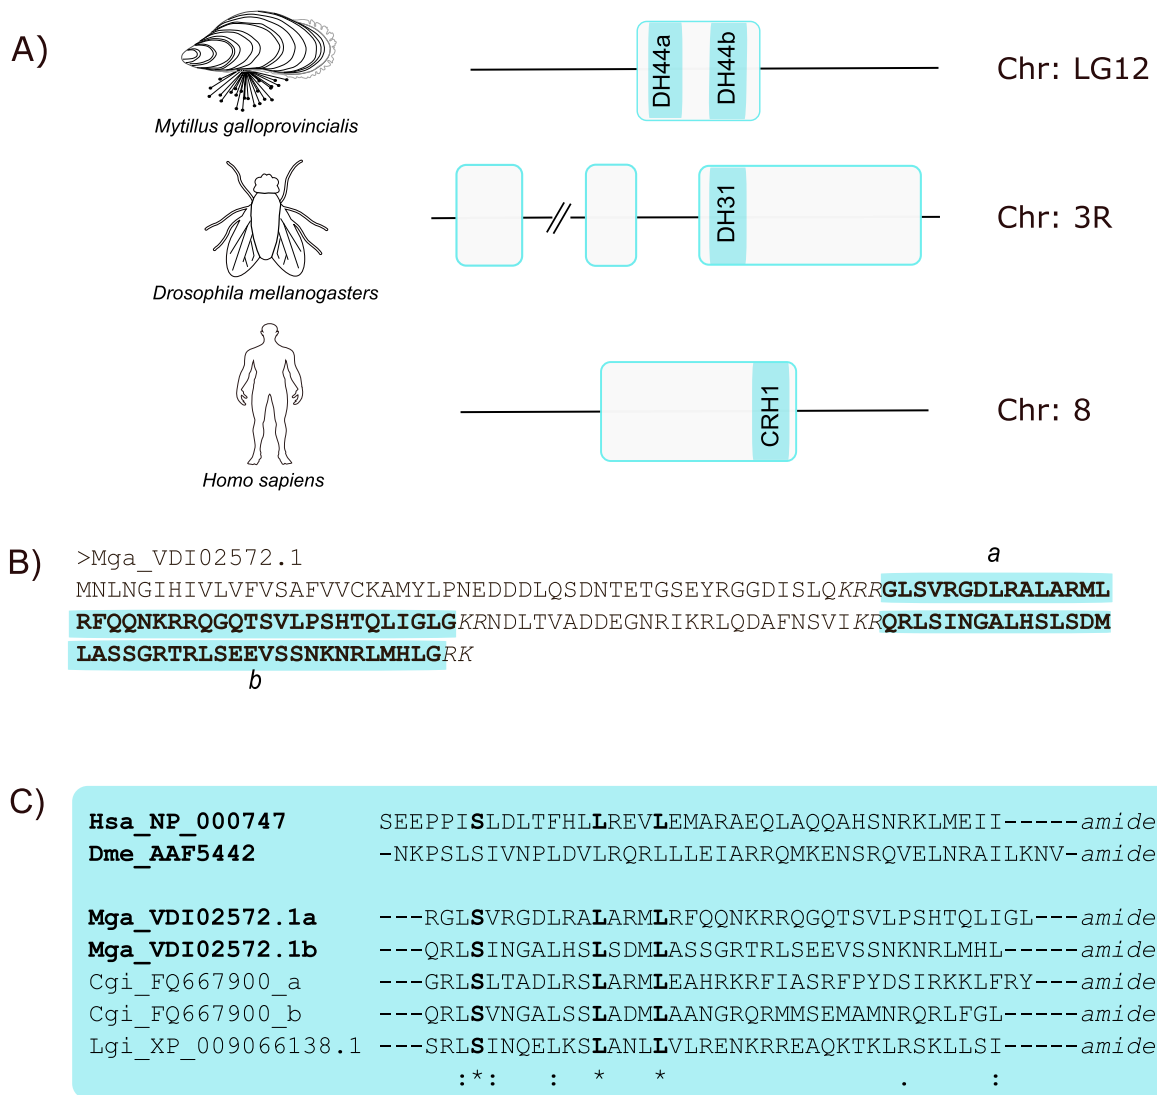 A)
DH44a
DH44b
Chr: LG12
Mytillus galloprovincialis
DH31
Chr: 3R
Drosophila mellanogasters
CRH1
Chr: 8
Homo sapiens
B)
>Mga_VDI02572.1
a
MNLNGIHIVLVFVSAFVVCKAMYLPNEDDDLQSDNTETGSEYRGGDISLQKRRGLSVRGDLRALARML
RFQQNKRRQGQTSVLPSHTQLIGLGKRNDLTVADDEGNRIKRLQDAFNSVIKRQRLSINGALHSLSDM
LASSGRTRLSEEVSSNKNRLMHLGRK
b
C)
Hsa_NP_000747 SEEPPISLDLTFHLLREVLEMARAEQLAQQAHSNRKLMEII-----amide
Dme_AAF5442 -NKPSLSIVNPLDVLRQRLLLEIARRQMKENSRQVELNRAILKNV-amide
Mga_VDI02572.1a ---RGLSVRGDLRALARMLRFQQNKRRQGQTSVLPSHTQLIGL---amide
Mga_VDI02572.1b ---QRLSINGALHSLSDMLASSGRTRLSEEVSSNKNRLMHL-----amide
Cgi_FQ667900_a ---GRLSLTADLRSLARMLEAHRKRFIASRFPYDSIRKKLFRY---amide
Cgi_FQ667900_b ---QRLSVNGALSSLADMLAANGRQRMMSEMAMNRQRLFGL-----amide
Lgi_XP_009066138.1 ---SRLSINQELKSLANLLVLRENKRREAQKTKLRSKLLSI-----amide
:*: : * * . :